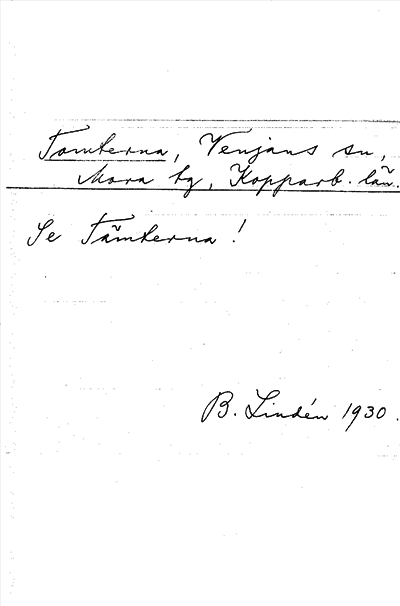 Tomterna, Venjans sn,
Mora tg, Kopparb. län.
Se Tämterna!
B. Lindén 1930.